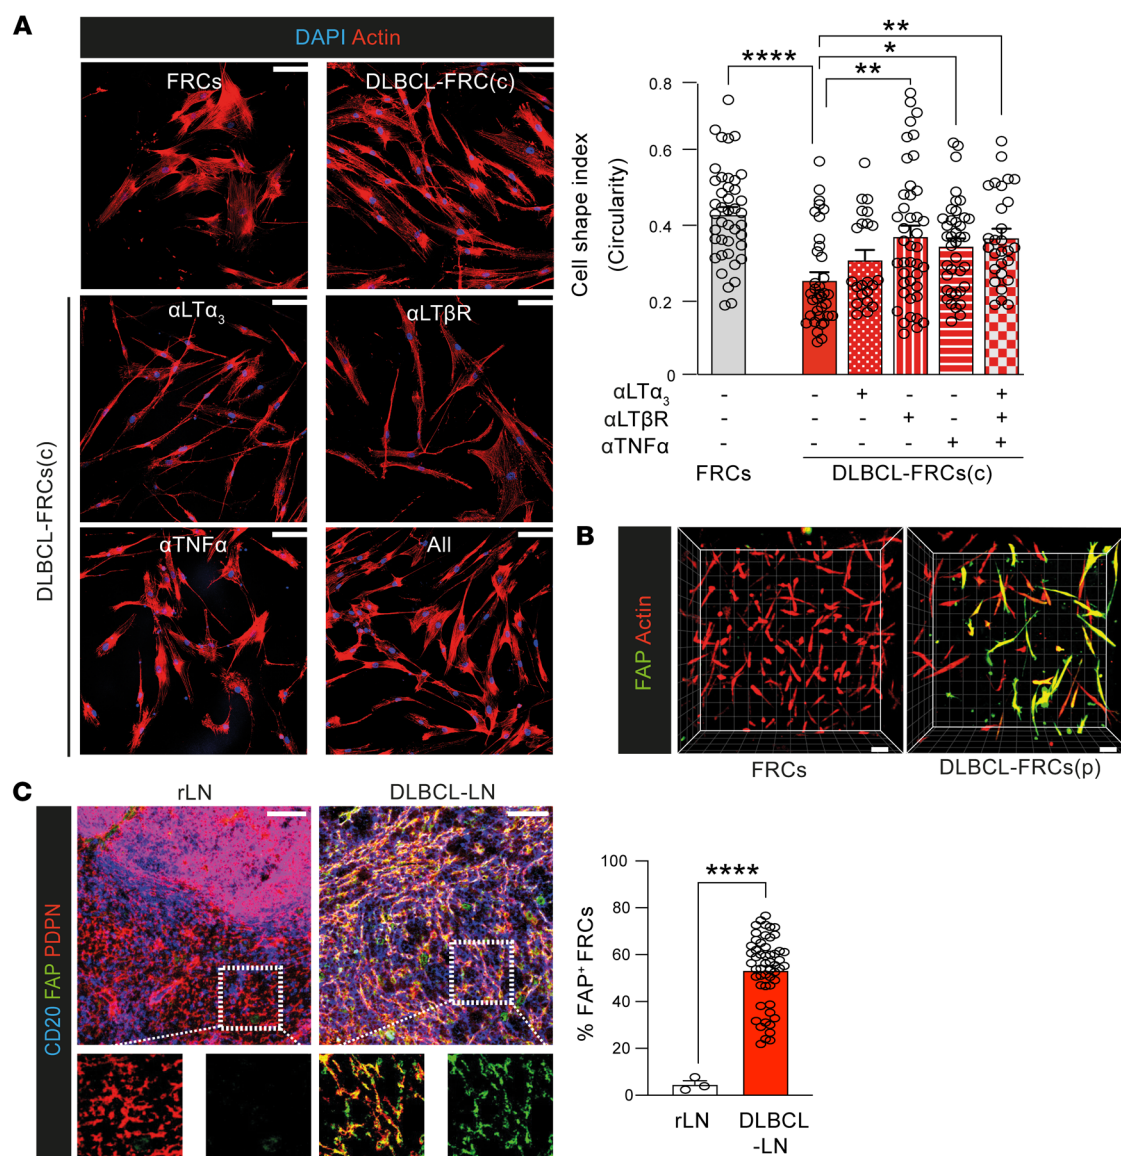 A
DAPI Actin
FRCs
DLBCL-FRC(c)
αLTα3
αLTβR
αTNFα
All
DLBCL-FRCs(c)
Cell shape index
(Circularity)
0.8
0.6
0.4
0.2
0
****
**
*
**
αLTα3 - - + - - +
αLTβR - - - + - +
αTNFα - - - - + +
FRCs
DLBCL-FRCs(c)
B
FAP Actin
FRCs
DLBCL-FRCs(p)
C
rLN
DLBCL-LN
CD20 FAP PDPN
% FAP+ FRCs
100
80
60
40
20
0
****
rLN
DLBCL
-LN